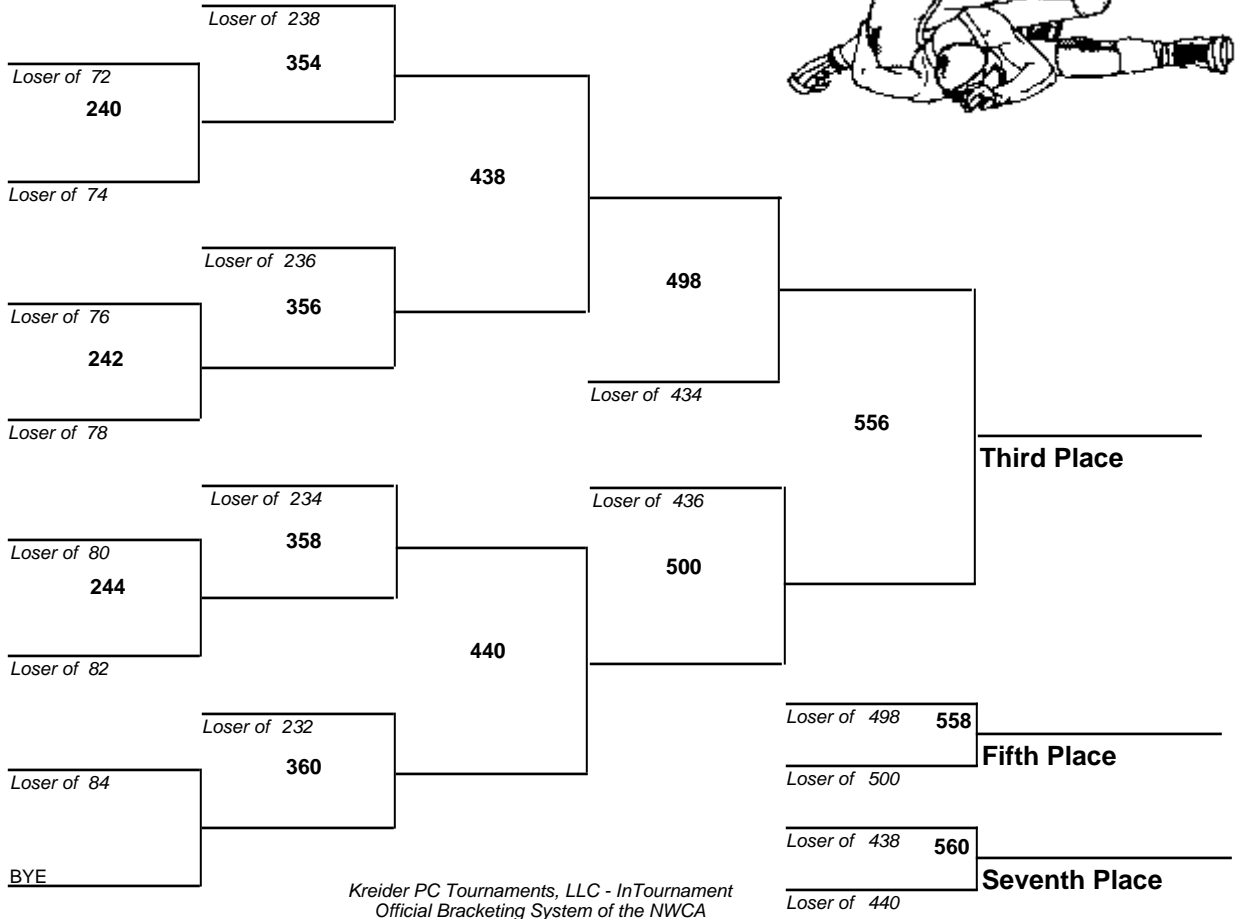 Loser of 238
354
Loser of 72
240
438
Loser of 74
Loser of 236
498
356
Loser of 76
242
Loser of 434
556
Loser of 78
Third Place
Loser of 234
Loser of 436
358
Loser of 80
500
244
440
Loser of 82
Loser of 232
Loser of 498 558
360
Fifth Place
Loser of 84
Loser of 500
Loser of 438 560
BYE
Seventh Place
Kreider PC Tournaments, LLC - InTournament
Official Bracketing System of the NWCA
Loser of 440